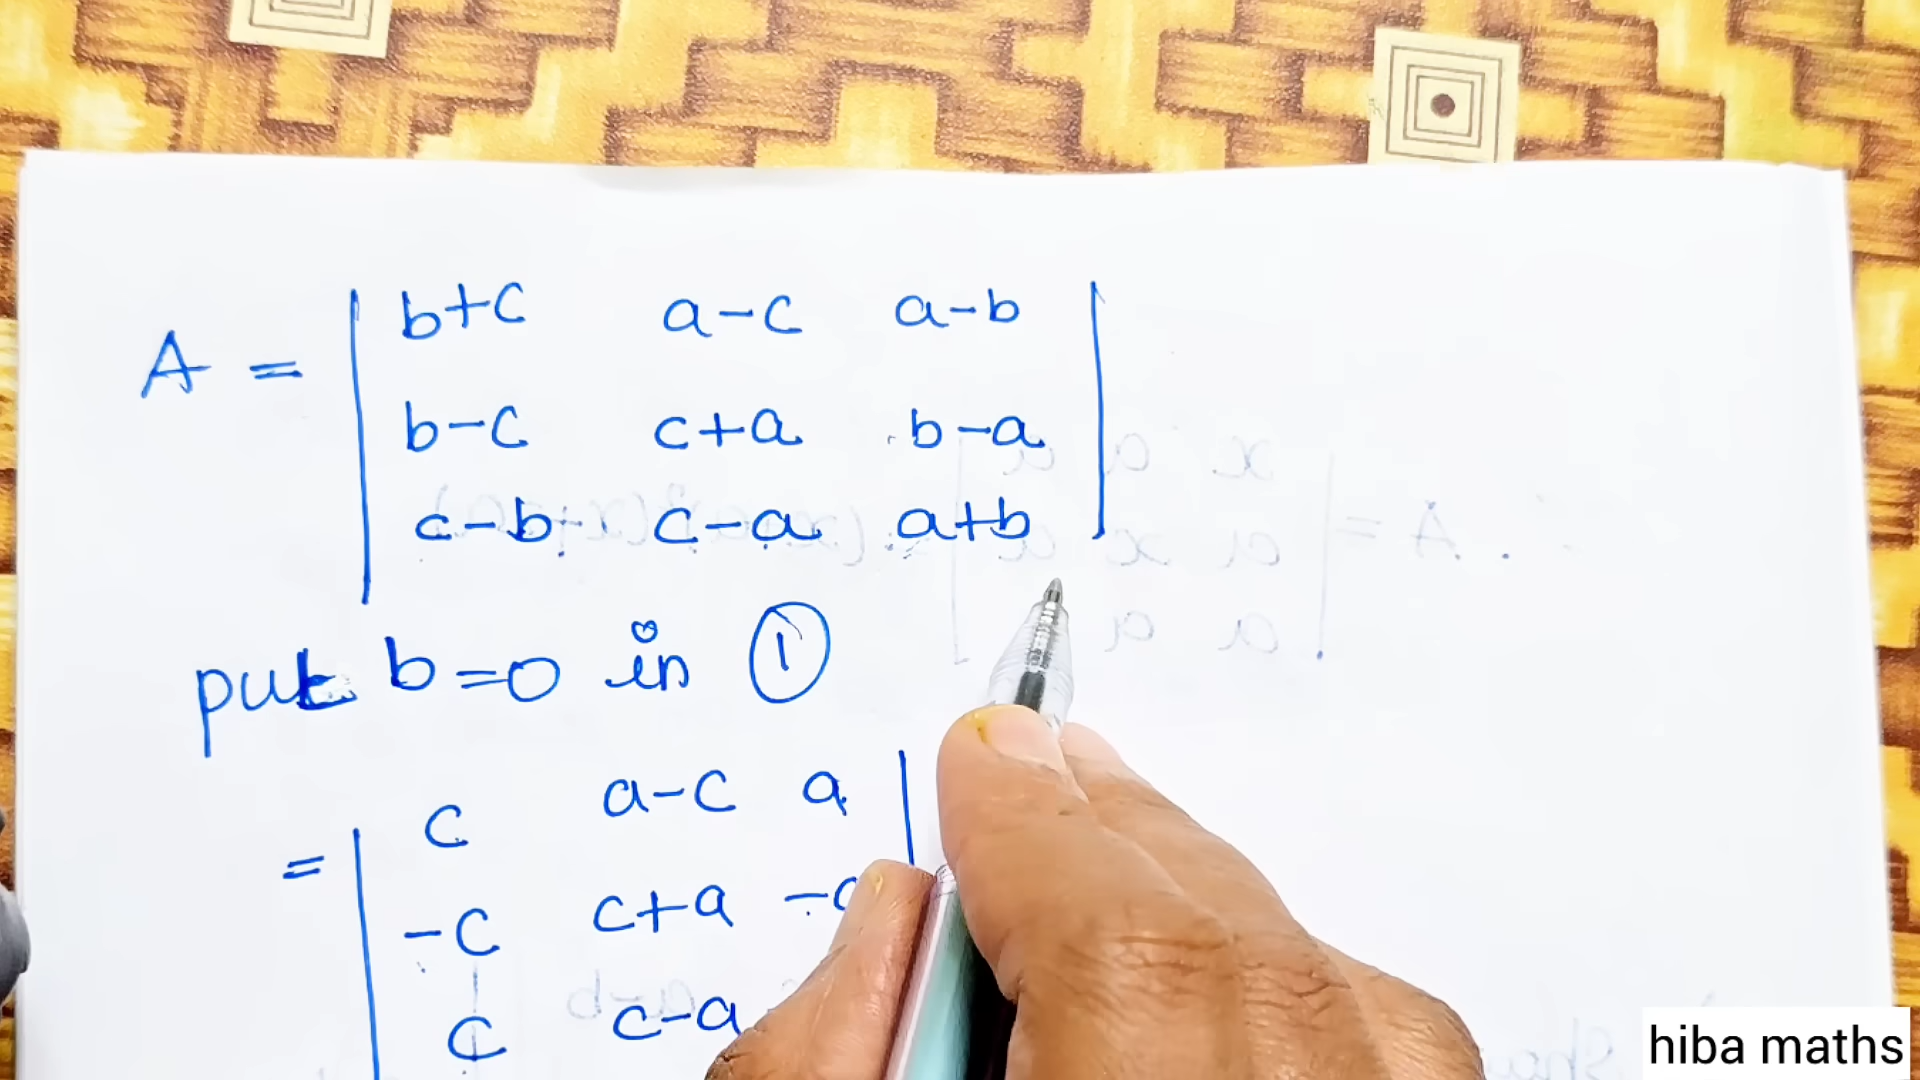 b+c a-c a-b
A =
b-c c+a b-a
c-b c-a a+b
put b=0 in ①
c a-c a
=
-c c+a
c c-a
hiba maths